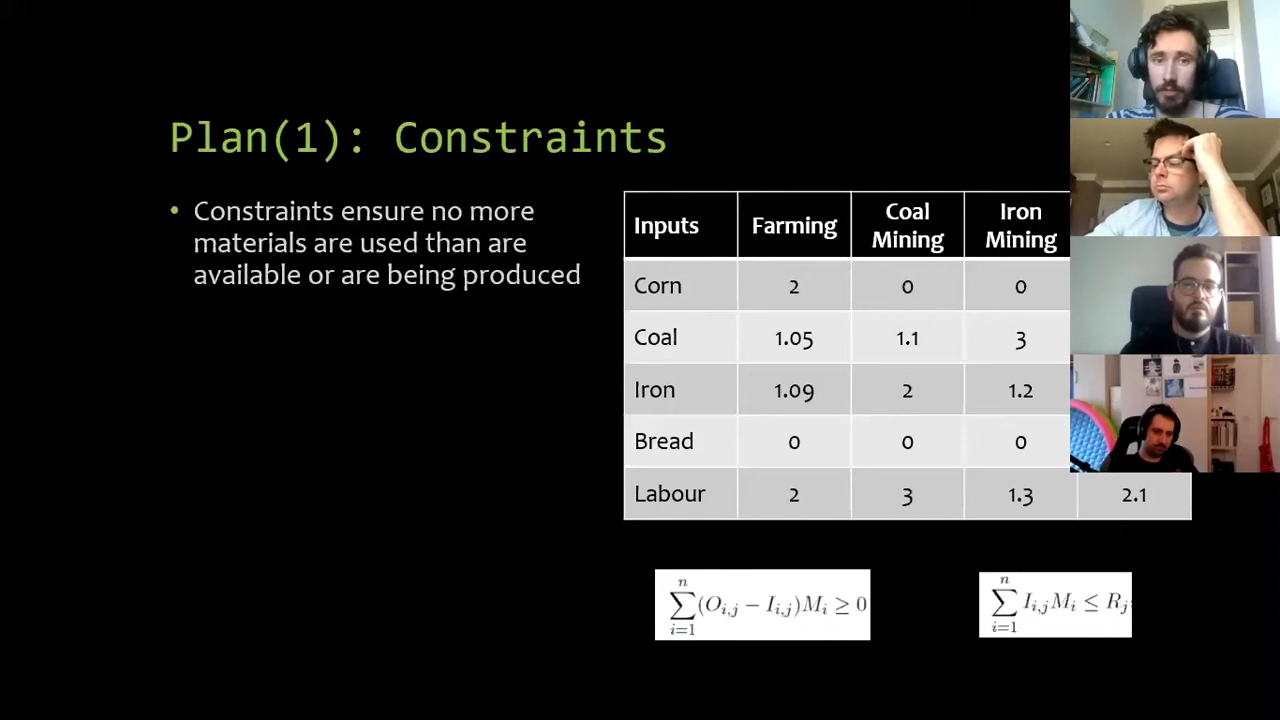 Plan(1): Constraints
• Constraints ensure no more
materials are used than are
available or are being produced
Inputs Farming Coal Mining Iron Mining
Corn 2 0 0
Coal 1.05 1.1 3
Iron 1.09 2 1.2
Bread 0 0 0
Labour 2 3 1.3 2.1
n
∑(O_{i,j} − I_{i,j})M_i ≥ 0
i=1
n
∑ I_{i,j}M_i ≤ R_j
i=1